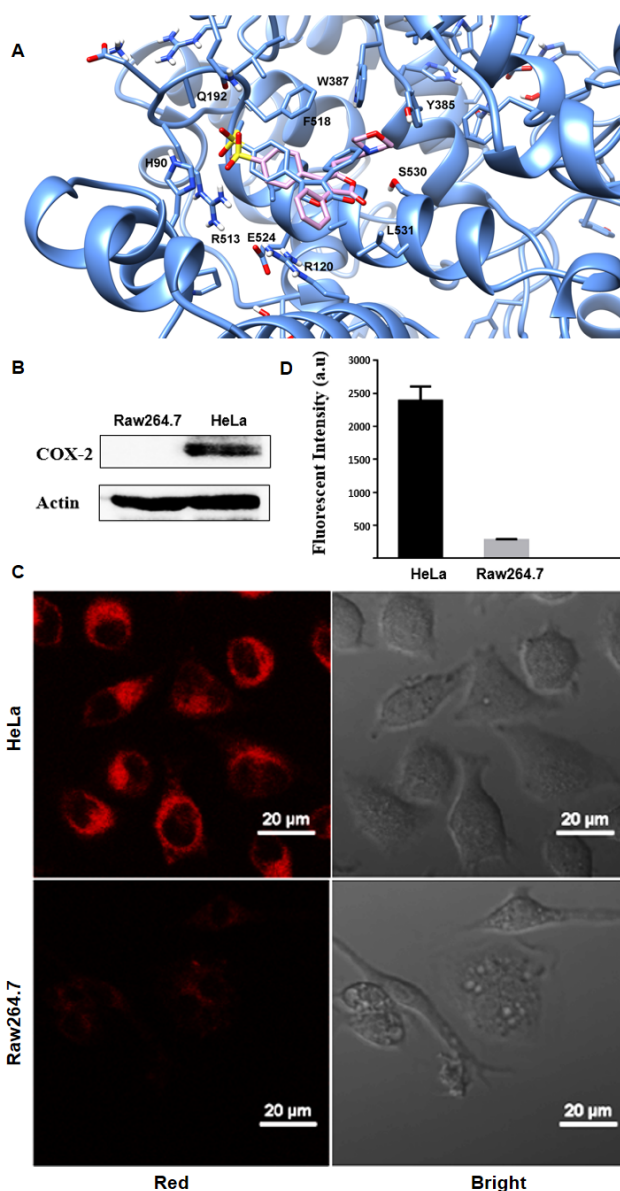 A
Q192
W387
F518
Y385
H90
S530
R513
E524
L531
R120
B
Raw264.7 HeLa
COX-2
Actin
D
Fluorescent Intensity (a.u)
3000
2500
2000
1500
1000
500
HeLa Raw264.7
C
HeLa
20 µm
20 µm
Raw264.7
20 µm
20 µm
Red Bright